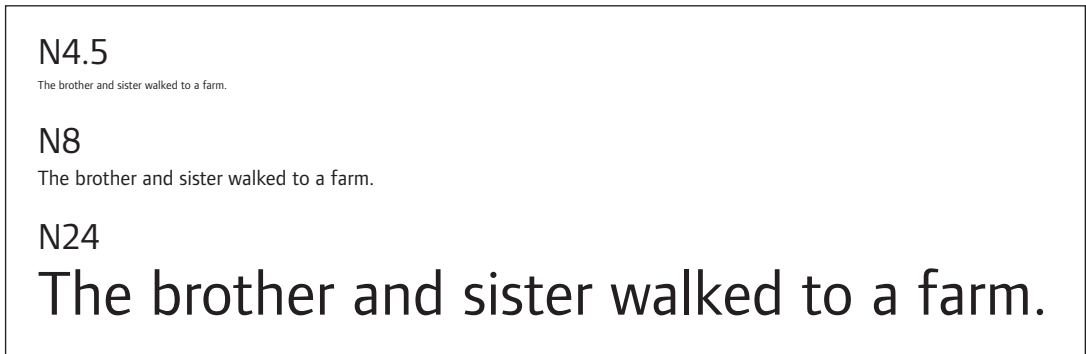 N4.5
The brother and sister walked to a farm.
N8
The brother and sister walked to a farm.
N24
The brother and sister walked to a farm.